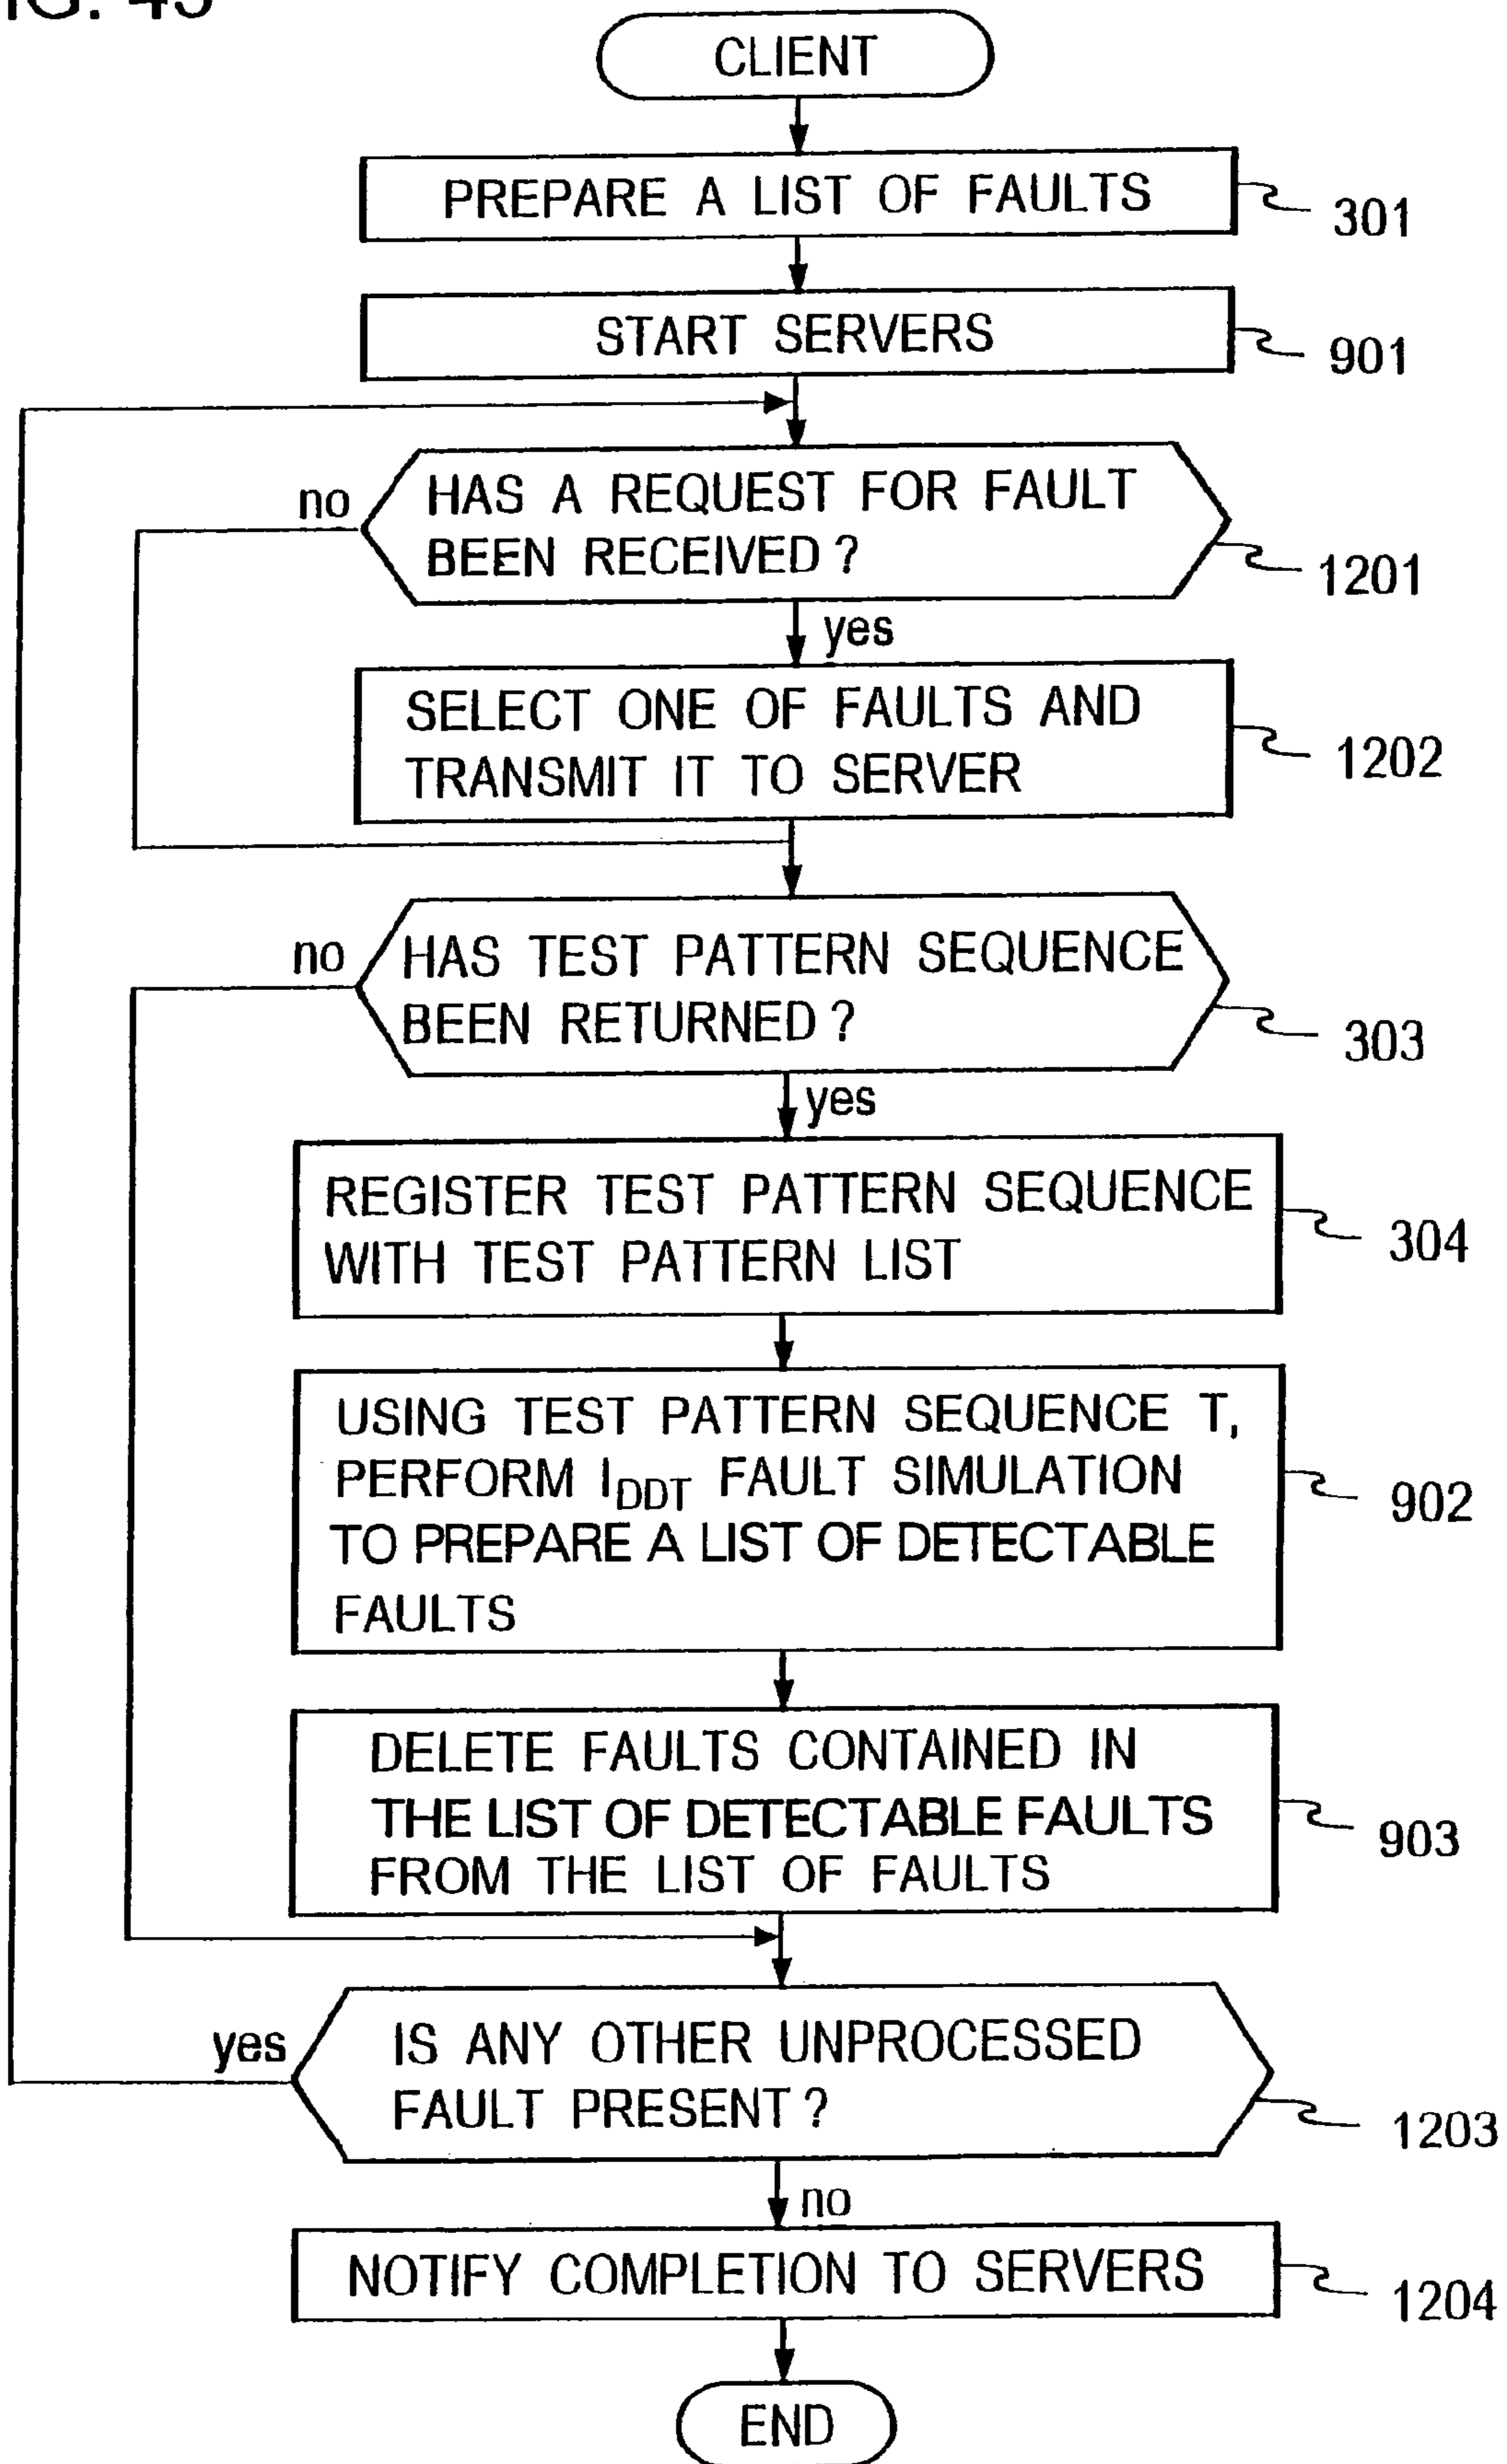 CLIENT
PREPARE A LIST OF FAULTS
301
START SERVERS
901
no
HAS A REQUEST FOR FAULT
BEEN RECEIVED?
1201
yes
SELECT ONE OF FAULTS AND
TRANSMIT IT TO SERVER
1202
no
HAS TEST PATTERN SEQUENCE
BEEN RETURNED?
303
yes
REGISTER TEST PATTERN SEQUENCE
WITH TEST PATTERN LIST
304
USING TEST PATTERN SEQUENCE T,
PERFORM IDDT FAULT SIMULATION
TO PREPARE A LIST OF DETECTABLE
FAULTS
902
DELETE FAULTS CONTAINED IN
THE LIST OF DETECTABLE FAULTS
FROM THE LIST OF FAULTS
903
yes
IS ANY OTHER UNPROCESSED
FAULT PRESENT?
1203
no
NOTIFY COMPLETION TO SERVERS
1204
END